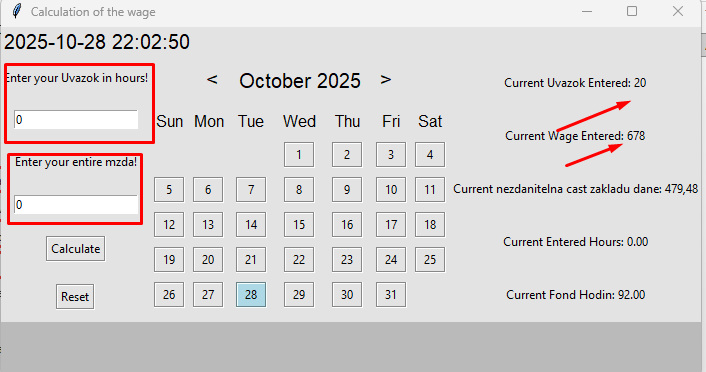 Calculation of the wage
2025-10-28 22:02:50
Enter your Uvazok in hours!
0
Enter your entire mzda!
0
Calculate
Reset
< October 2025 >
Sun Mon Tue Wed Thu Fri Sat
1 2 3 4
5 6 7 8 9 10 11
12 13 14 15 16 17 18
19 20 21 22 23 24 25
26 27 28 29 30 31
Current Uvazok Entered: 20
Current Wage Entered: 678
Current nezdanitelna cast zakladu dane: 479,48
Current Entered Hours: 0.00
Current Fond Hodin: 92.00